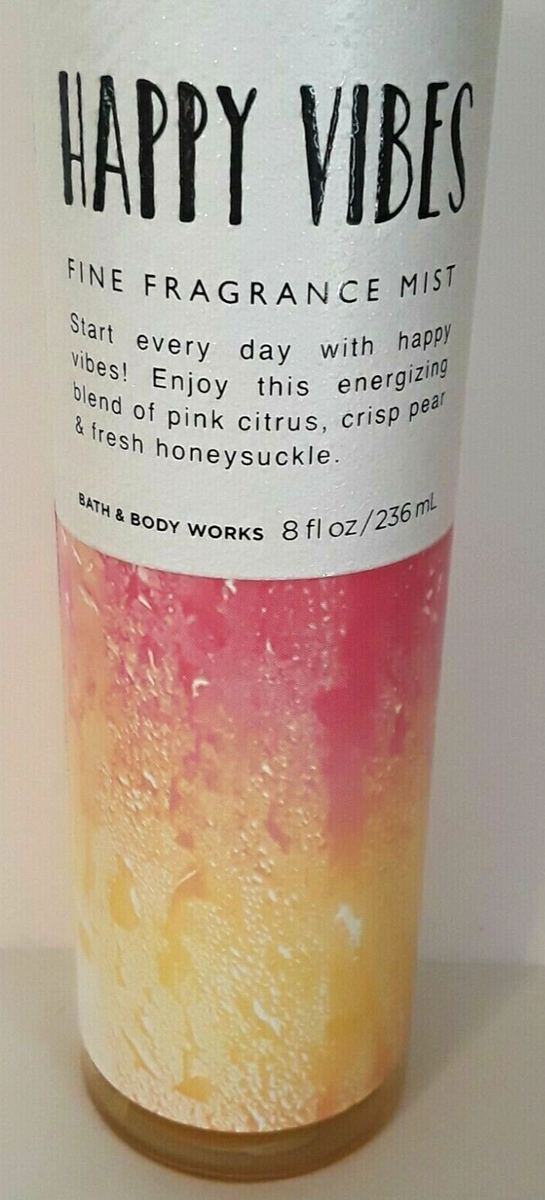 HAPPY VIBES
FINE FRAGRANCE MIST
Start every day with happy
vibes! Enjoy this energizing
blend of pink citrus, crisp pear
& fresh honeysuckle.
BATH & BODY WORKS 8 fl oz/236 mL